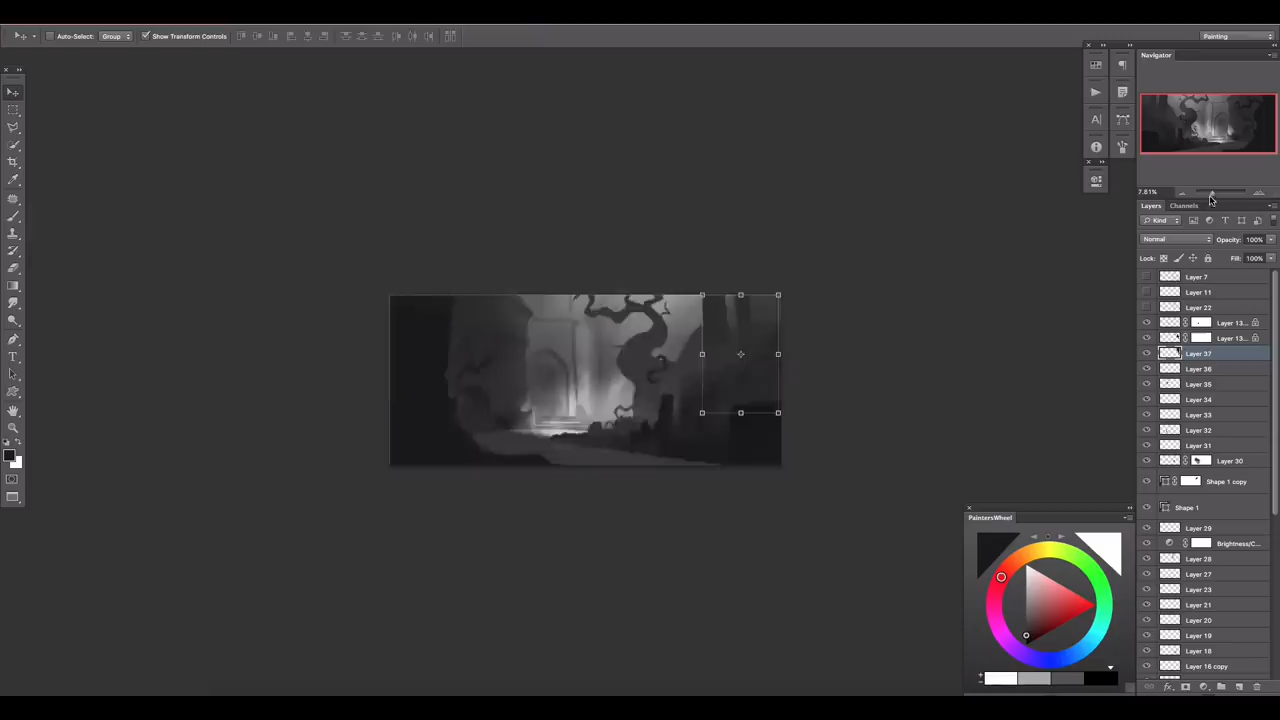 Auto-Select: Group Show Transform Controls Painting
Navigator
7.81%
Layers Channels
Kind
Normal Opacity: 100%
Lock: Fill: 100%
Layer 7
Layer 11
Layer 22
Layer 13...
Layer 13...
Layer 37
Layer 36
Layer 35
Layer 34
Layer 33
Layer 32
Layer 31
Layer 30
Shape 1 copy
Shape 1
Layer 29
Brightness/C...
Layer 28
Layer 27
Layer 23
Layer 21
Layer 20
Layer 19
Layer 18
Layer 16 copy
PaintersWheel